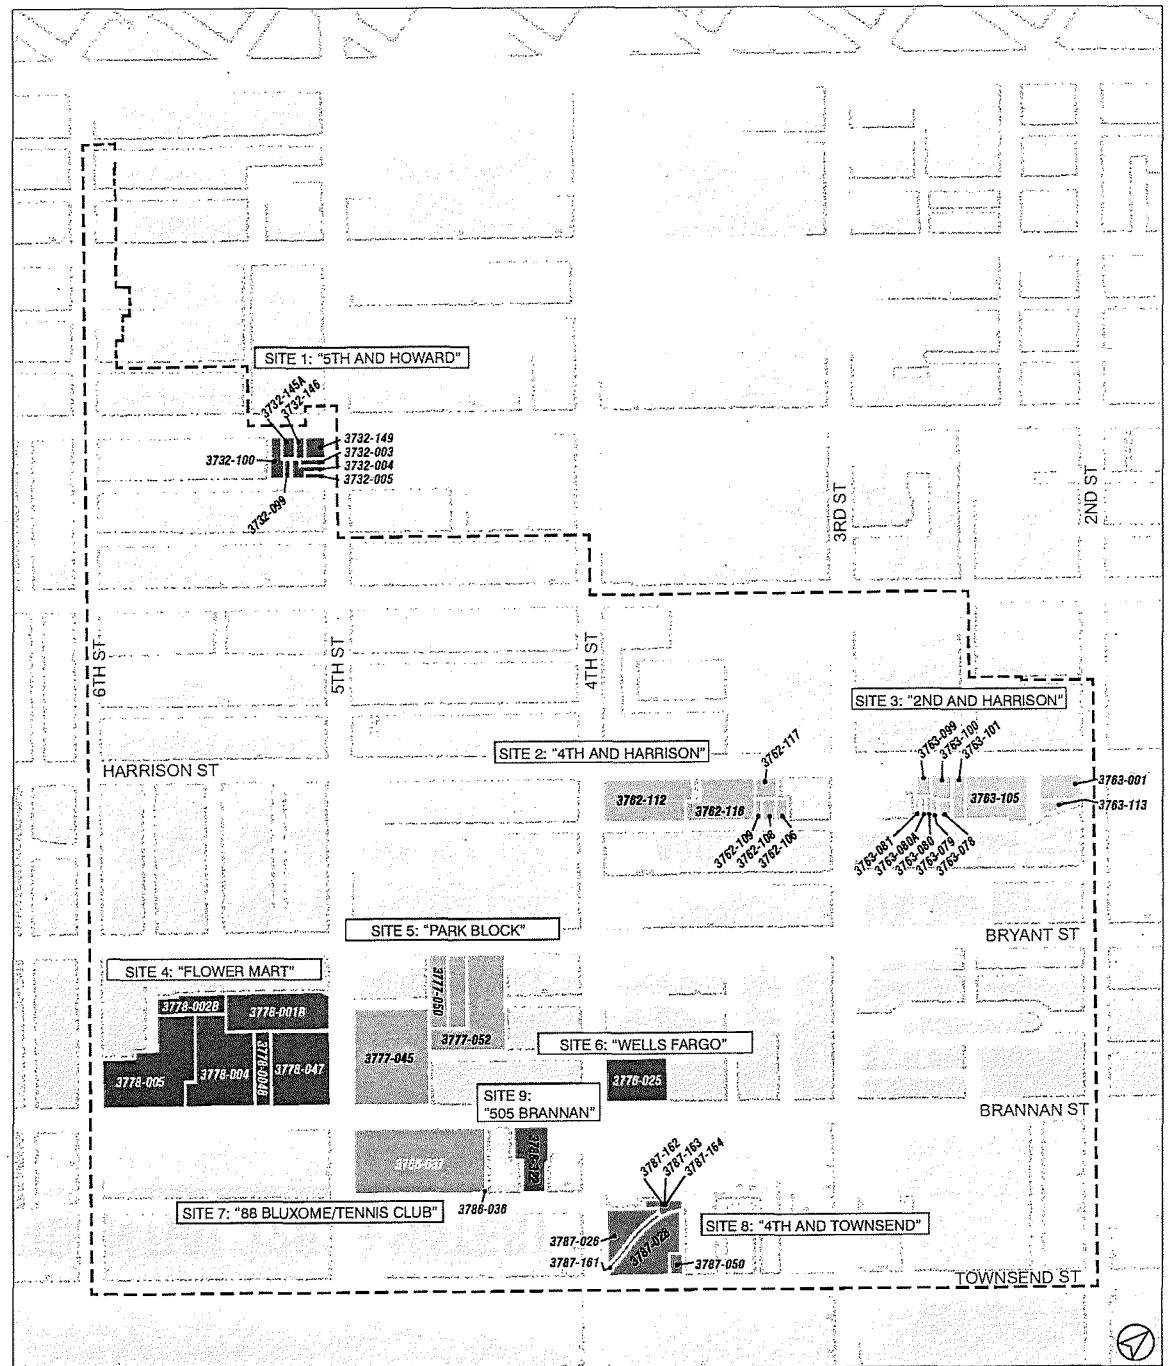 SITE 1: "5TH AND HOWARD"
3732-145A
3732-146
3732-149
3732-003
3732-004
3732-005
3732-100
3732-099
3RD ST
2ND ST
6TH ST
5TH ST
4TH ST
SITE 3: "2ND AND HARRISON"
SITE 2: "4TH AND HARRISON"
3762-117
3763-099
3763-100
3763-101
HARRISON ST
3762-112
3762-116
3763-105
3763-001
3763-113
3762-109
3762-108
3762-106
3763-081
3763-080A
3763-080
3763-079
3763-078
SITE 5: "PARK BLOCK"
BRYANT ST
SITE 4: "FLOWER MART"
3778-002B
3778-001B
3777-050
3777-052
3777-045
SITE 6: "WELLS FARGO"
3778-005
3778-004
3778-004B
3778-047
3776-025
SITE 9:
"505 BRANNAN"
BRANNAN ST
3786-037
3786-036
3787-162
3787-163
3787-164
SITE 7: "88 BLUXOME/TENNIS CLUB"
SITE 8: "4TH AND TOWNSEND"
3787-026
3787-028
3787-161
3787-050
TOWNSEND ST